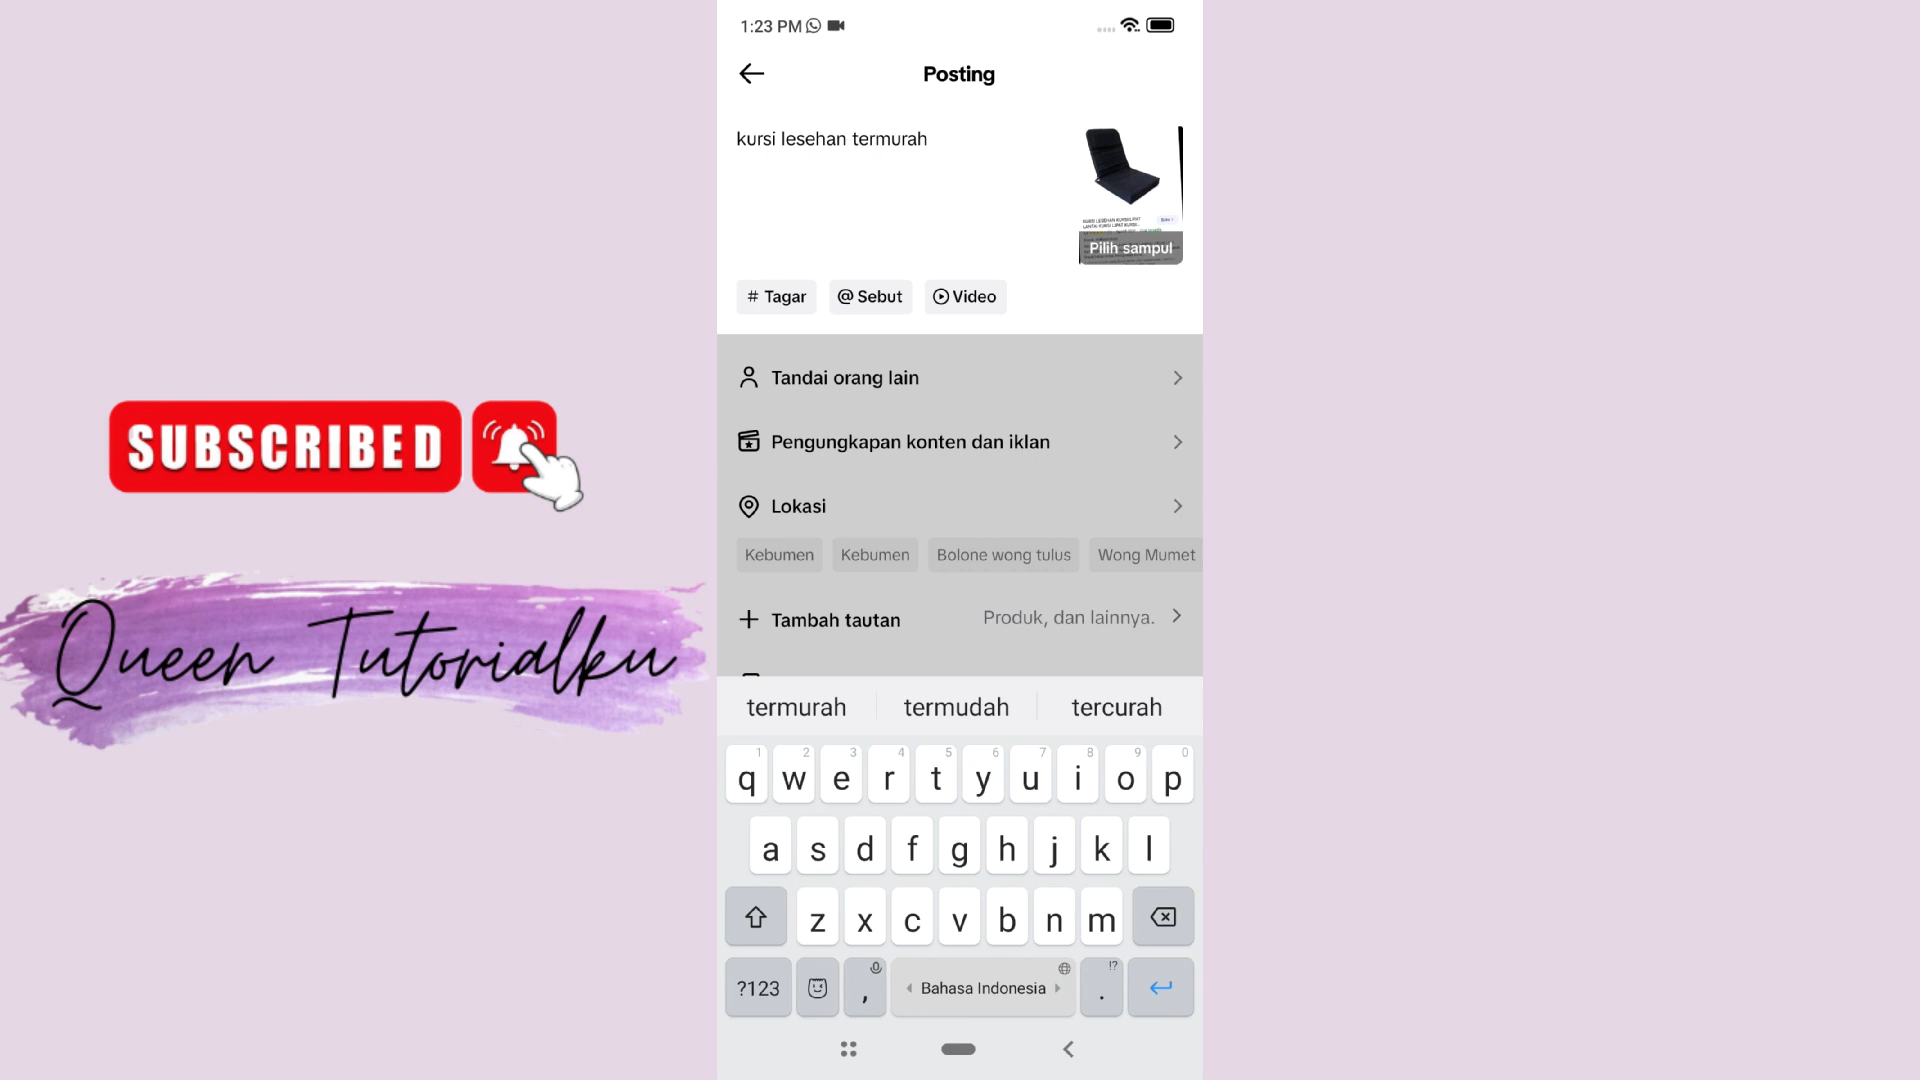 1:23 PM
Posting
kursi lesehan termurah
Pilih sampul
# Tagar
@ Sebut
Video
Tandai orang lain
Pengungkapan konten dan iklan
Lokasi
Kebumen
Kebumen
Bolone wong tulus
Wong Mumet
Tambah tautan
Produk, dan lainnya.
SUBSCRIBED
Queen Tutorialku
termurah
termudah
tercurah
1 2 3 4 5 6 7 8 9 0
q w e r t y u i o p
a s d f g h j k l
z x c v b n m
?123
,
Bahasa Indonesia
!?
.